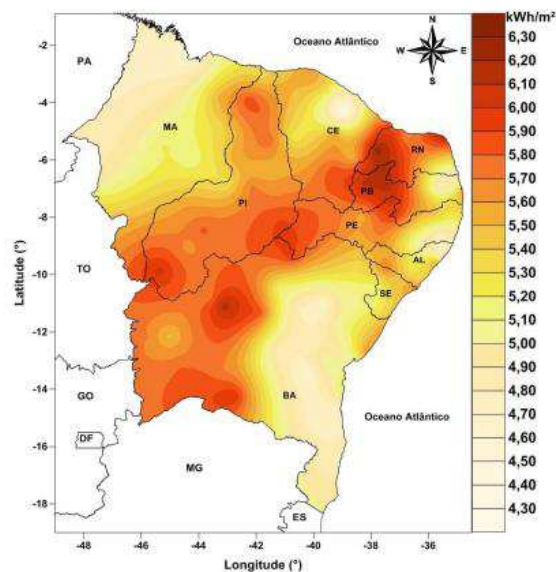 kWh/m²
N
W E
S
Oceano Atlântico
PA
MA
CE
RN
PB
PI
PE
AL
SE
TO
BA
GO
DF
MG
ES
Oceano Atlântico
-2
-4
-6
-8
-10
-12
-14
-16
-18
Latitude (°)
-48 -46 -44 -42 -40 -38 -36
Longitude (°)
6,30
6,10
6,00
5,90
5,80
5,70
5,60
5,50
5,40
5,30
5,20
5,10
5,00
4,90
4,80
4,70
4,60
4,50
4,40
4,30